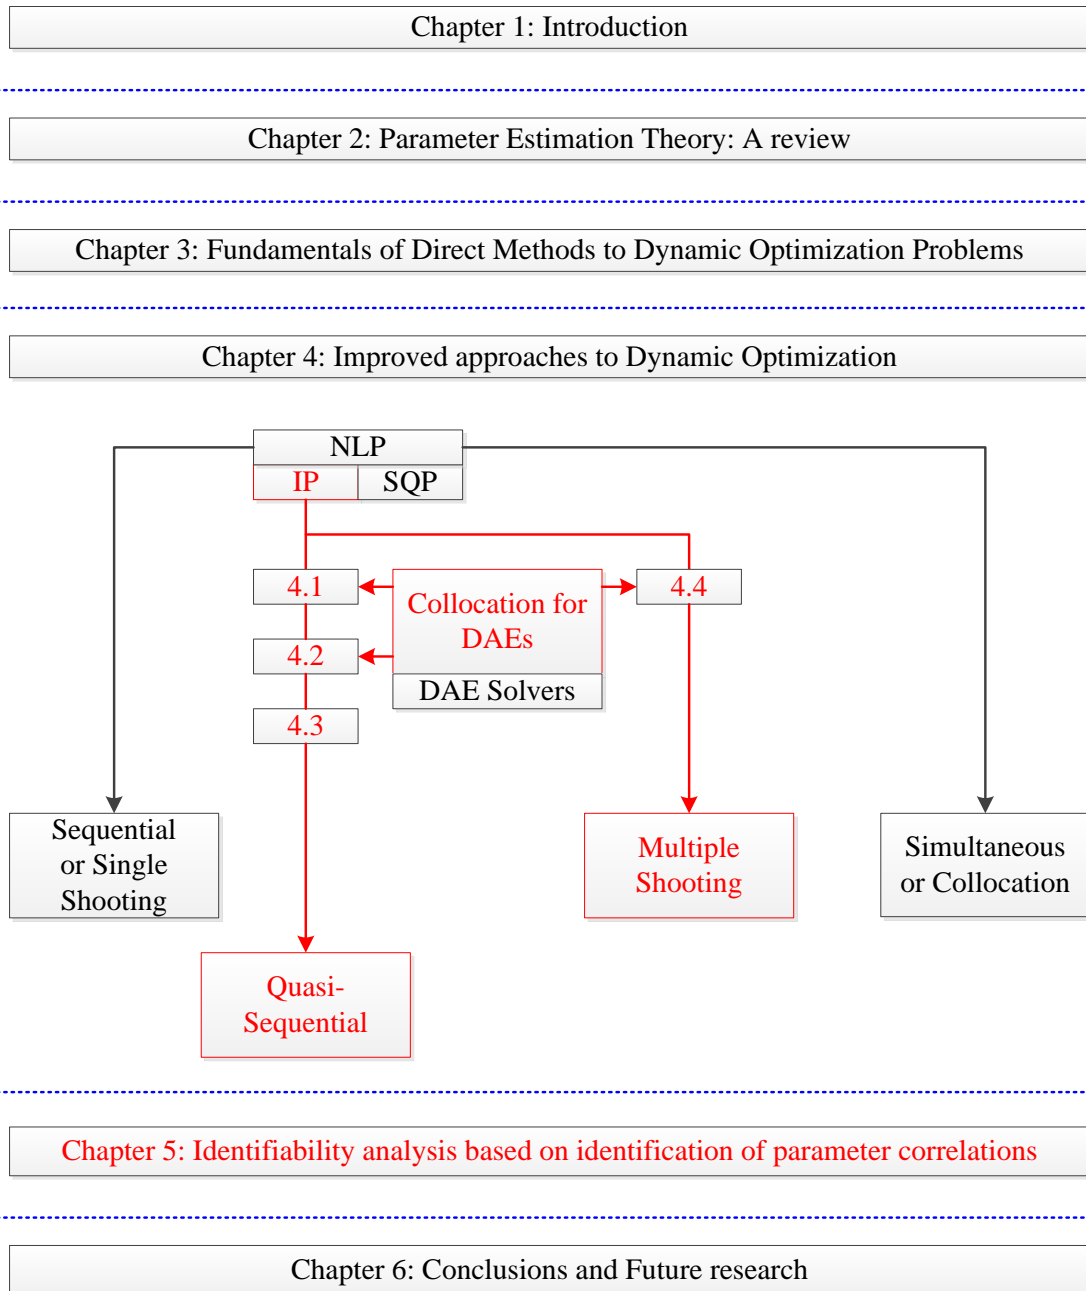 Chapter 1: Introduction
Chapter 2: Parameter Estimation Theory: A review
Chapter 3: Fundamentals of Direct Methods to Dynamic Optimization Problems
Chapter 4: Improved approaches to Dynamic Optimization
NLP
IP
SQP
4.1
Collocation for
DAEs
4.4
4.2
DAE Solvers
4.3
Sequential
or Single
Shooting
Multiple
Shooting
Simultaneous
or Collocation
Quasi-
Sequential
Chapter 5: Identifiability analysis based on identification of parameter correlations
Chapter 6: Conclusions and Future research